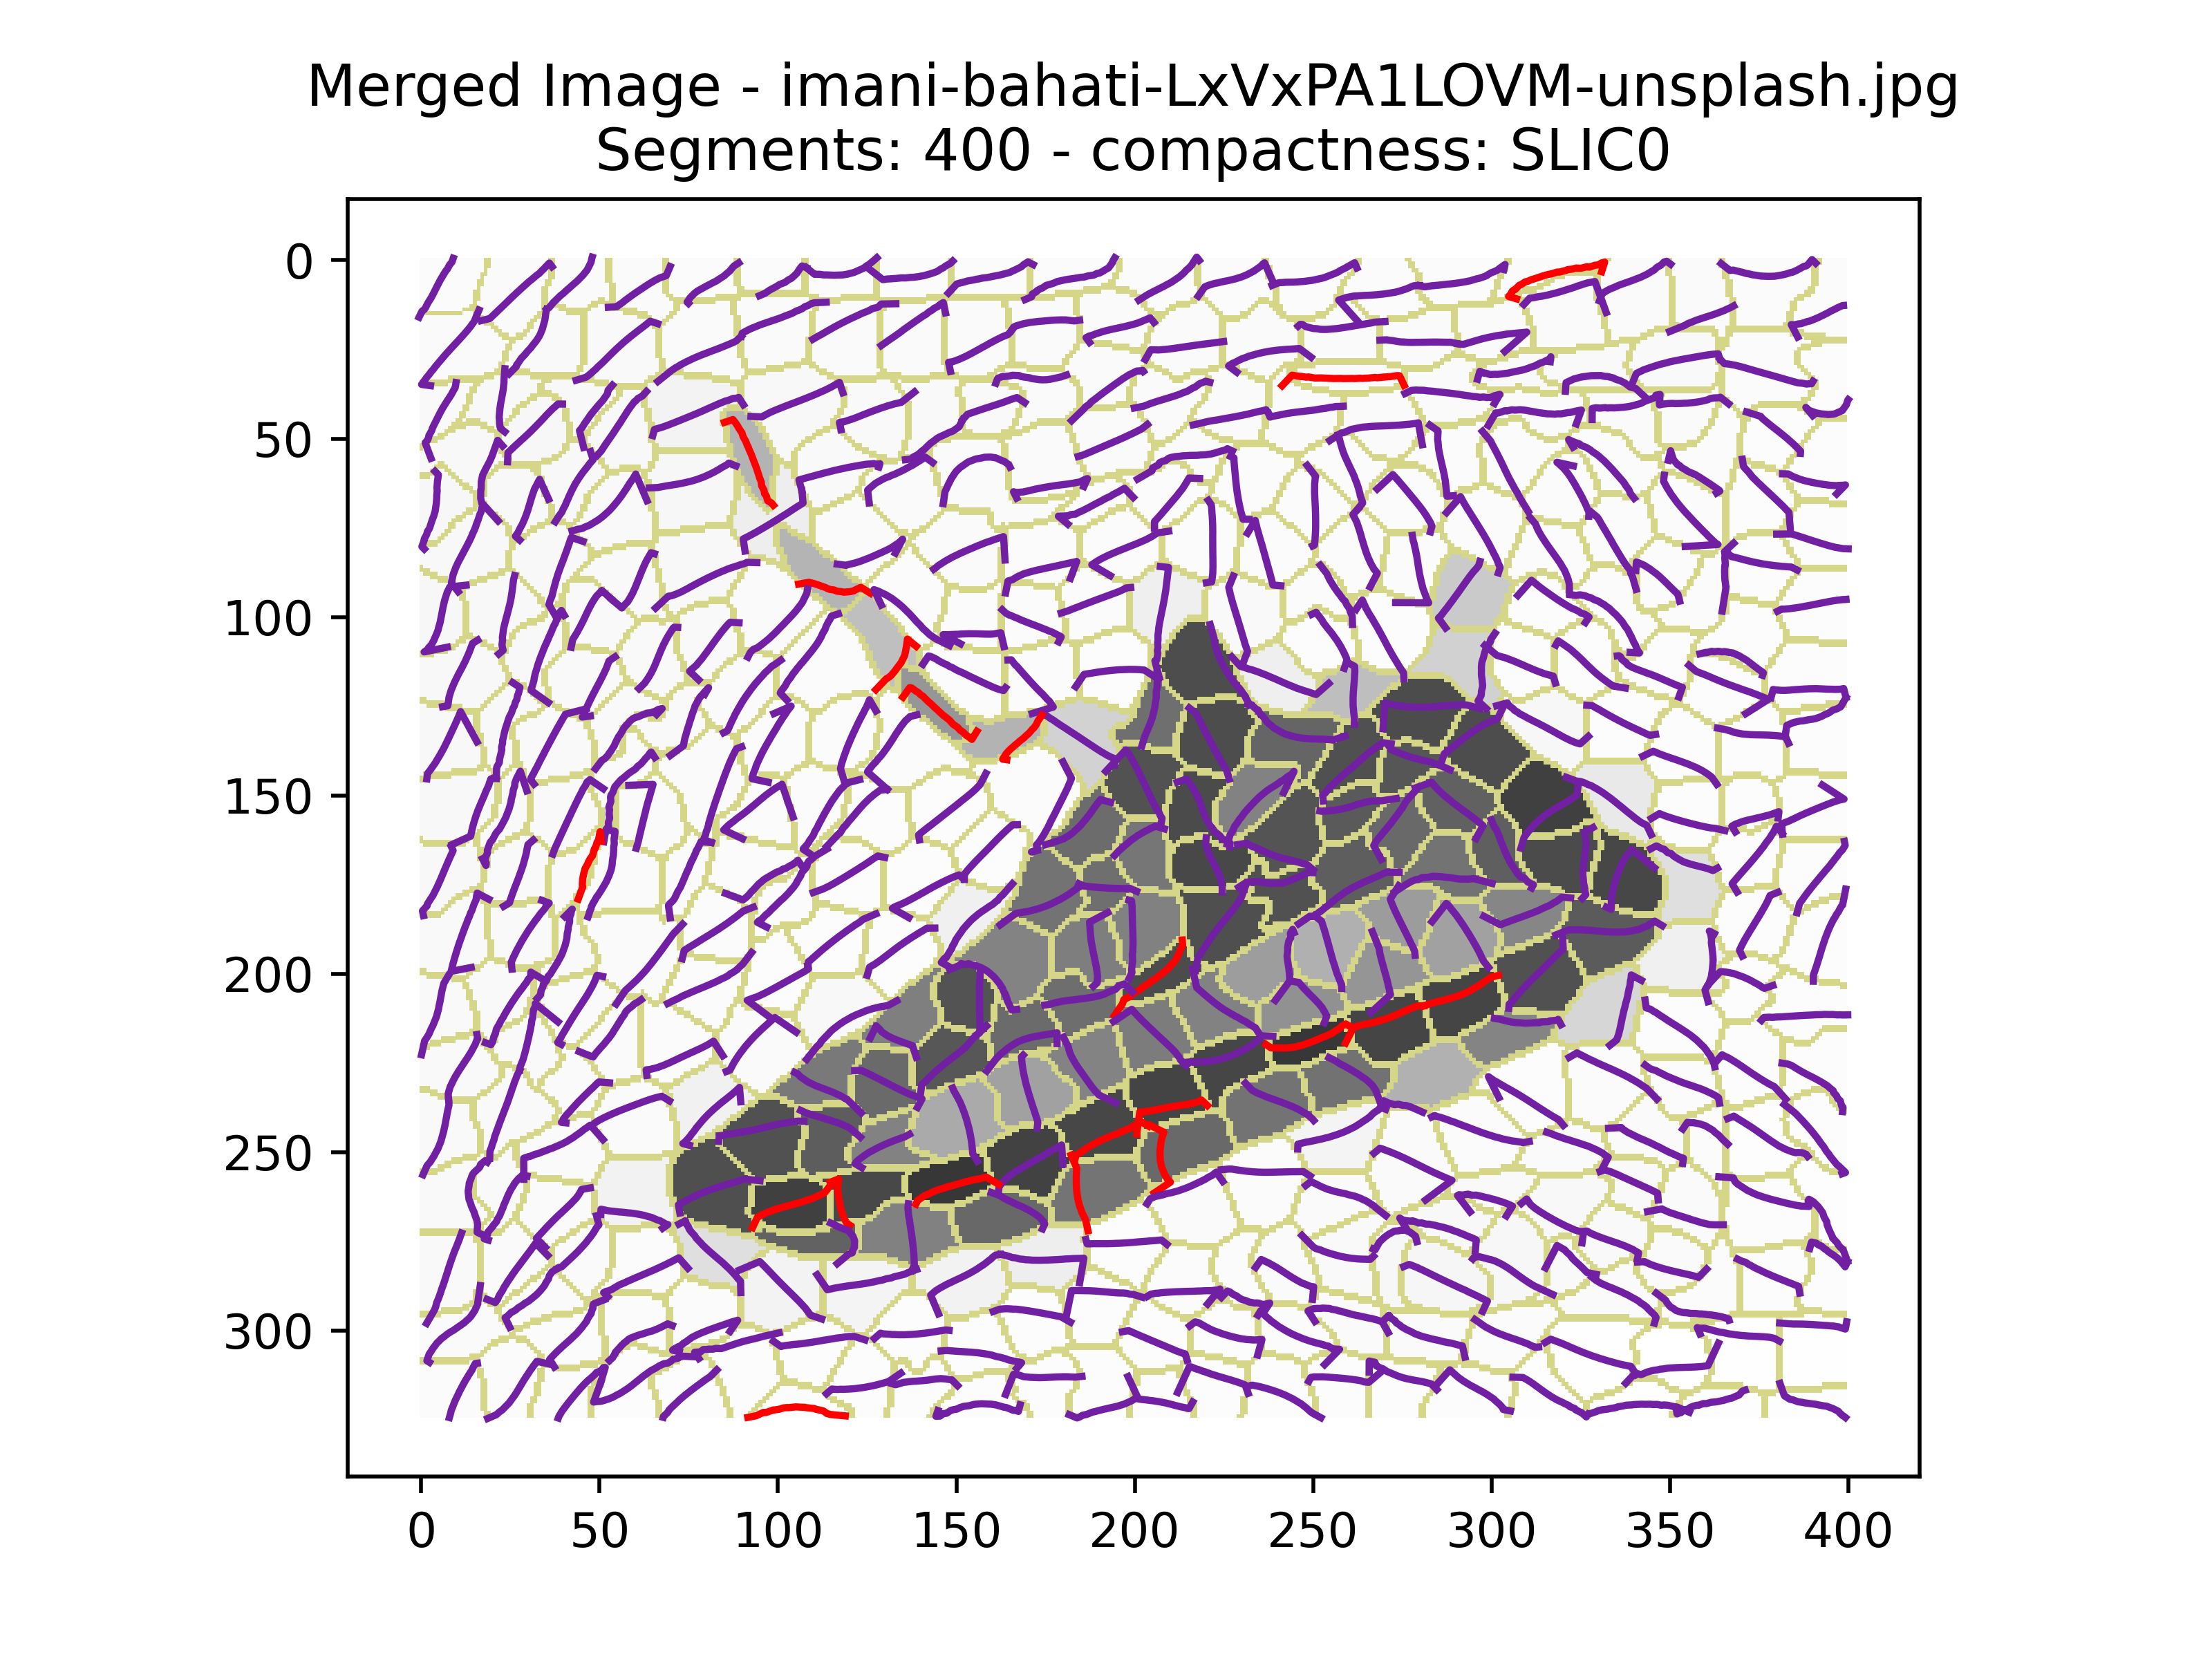 Merged Image - imani-bahati-LxVxPA1LOVM-unsplash.jpg
Segments: 400 - compactness: SLIC0
0
50
100
150
200
250
300
0 50 100 150 200 250 300 350 400